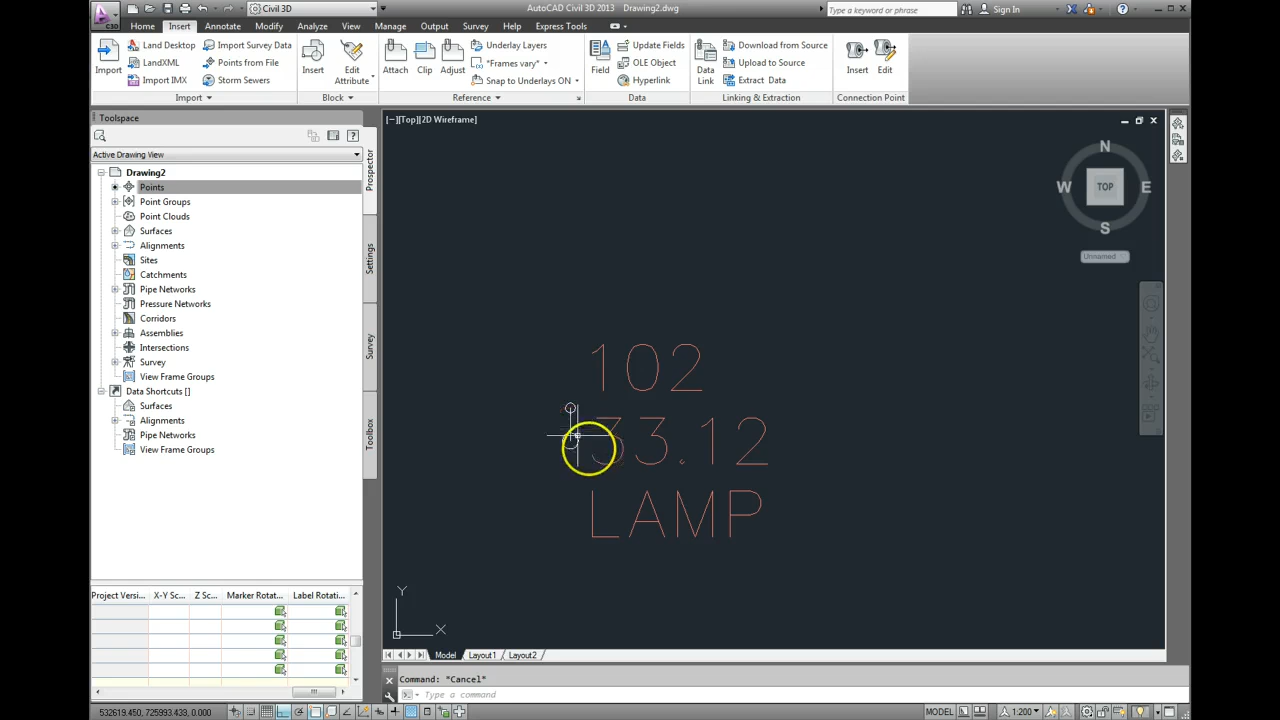 Civil 3D
AutoCAD Civil 3D 2013 Drawing2.dwg
Type a keyword or phrase
Sign In
Home Insert Annotate Modify Analyze View Manage Output Survey Help Express Tools
Land Desktop
LandXML
Import IMX
Import Survey Data
Points from File
Storm Sewers
Import
Import
Insert
Edit
Attribute
Block
Attach
Clip
Adjust
Underlay Layers
*Frames vary*
Snap to Underlays ON
Reference
Field
Update Fields
OLE Object
Hyperlink
Data
Data
Link
Download from Source
Upload to Source
Extract Data
Linking & Extraction
Insert
Edit
Connection Point
Toolspace
Active Drawing View
Drawing2
Points
Point Groups
Point Clouds
Surfaces
Alignments
Sites
Catchments
Pipe Networks
Pressure Networks
Corridors
Assemblies
Intersections
Survey
View Frame Groups
Data Shortcuts []
Surfaces
Alignments
Pipe Networks
View Frame Groups
Prospector
Settings
Survey
Toolbox
Project Versi... X-Y Sc... Z Sc... Marker Rotat... Label Rotati...
[−][Top][2D Wireframe]
N
W TOP E
S
Unnamed
102
33.12
LAMP
Y
X
Model Layout1 Layout2
Command: *Cancel*
Type a command
532619.450, 725993.439, 0.000
MODEL
1:200